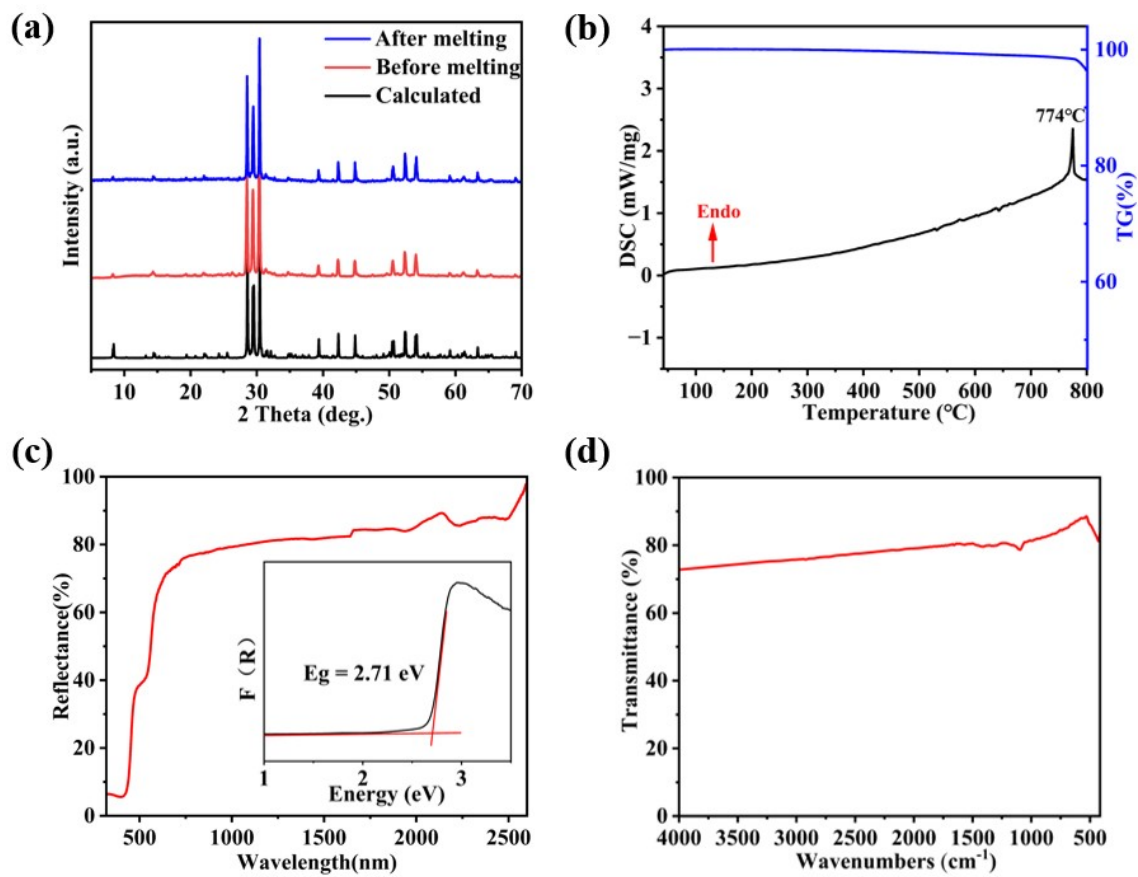 (a)
Intensity (a.u.)
After melting
Before melting
Calculated
10 20 30 40 50 60 70
2 Theta (deg.)
(b)
DSC (mW/mg)
4
3
2
1
0
−1
Endo
774°C
100
80
60
TG(%)
100 200 300 400 500 600 700 800
Temperature (°C)
(c)
Reflectance(%)
100
80
60
40
20
0
F（R）
Eg = 2.71 eV
1 2 3
Energy (eV)
500 1000 1500 2000 2500
Wavelength(nm)
(d)
Transmittance (%)
100
80
60
40
20
0
4000 3500 3000 2500 2000 1500 1000 500
Wavenumbers (cm⁻¹)